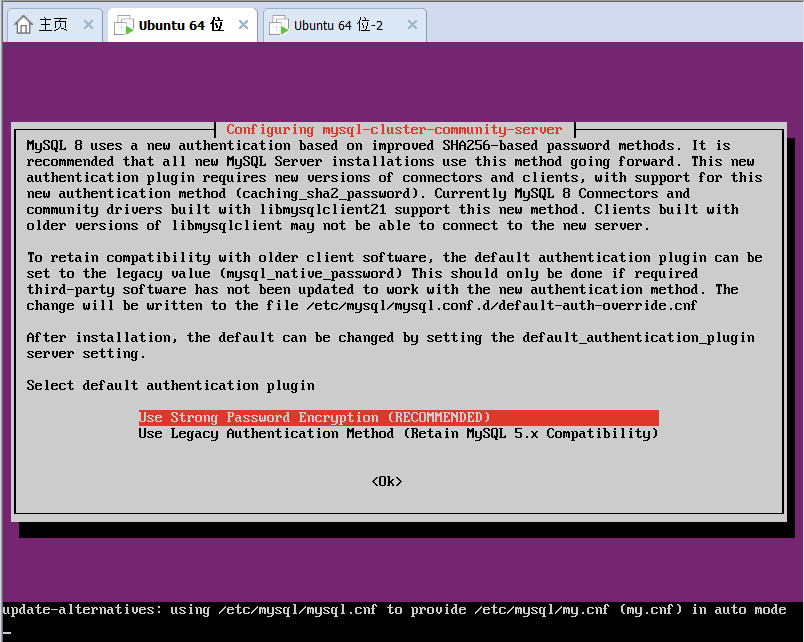 主页
Ubuntu 64 位
Ubuntu 64 位-2
Configuring mysql-cluster-community-server
MySQL 8 uses a new authentication based on improved SHA256-based password methods. It is
recommended that all new MySQL Server installations use this method going forward. This new
authentication plugin requires new versions of connectors and clients, with support for this
new authentication method (caching_sha2_password). Currently MySQL 8 Connectors and
community drivers built with libmysqlclient21 support this new method. Clients built with
older versions of libmysqlclient may not be able to connect to the new server.
To retain compatibility with older client software, the default authentication plugin can be
set to the legacy value (mysql_native_password) This should only be done if required
third-party software has not been updated to work with the new authentication method. The
change will be written to the file /etc/mysql/mysql.conf.d/default-auth-override.cnf
After installation, the default can be changed by setting the default_authentication_plugin
server setting.
Select default authentication plugin
Use Strong Password Encryption (RECOMMENDED)
Use Legacy Authentication Method (Retain MySQL 5.x Compatibility)
<Ok>
update-alternatives: using /etc/mysql/mysql.cnf to provide /etc/mysql/my.cnf (my.cnf) in auto mode